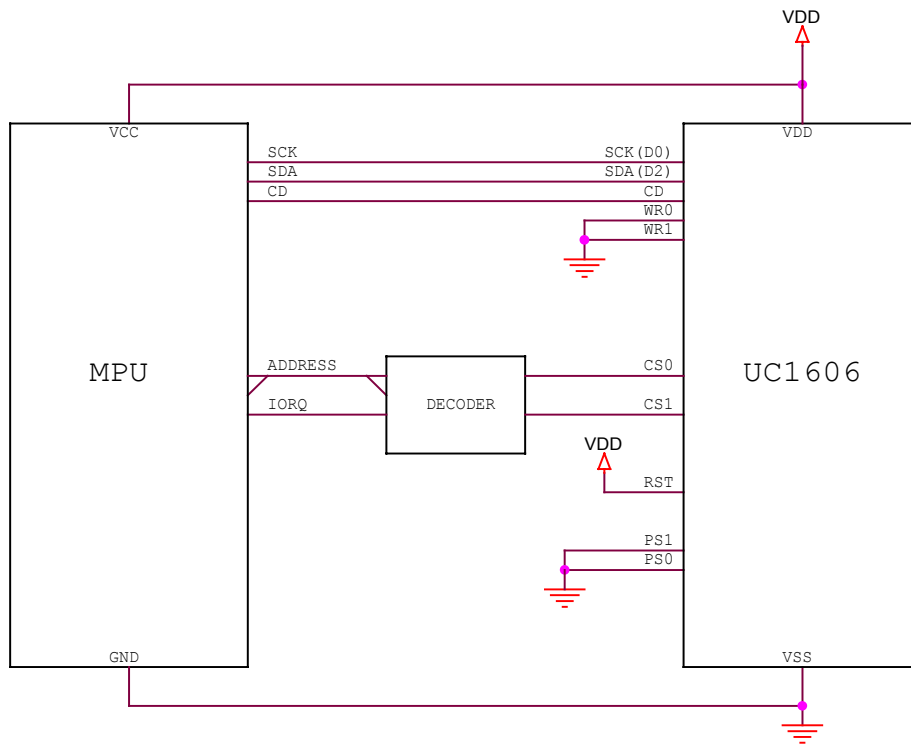 VDD
VCC
VDD
SCK
SCK(D0)
SDA
SDA(D2)
CD
CD
WR0
WR1
MPU
ADDRESS
IORQ
DECODER
CS0
CS1
UC1606
VDD
RST
PS1
PS0
GND
VSS